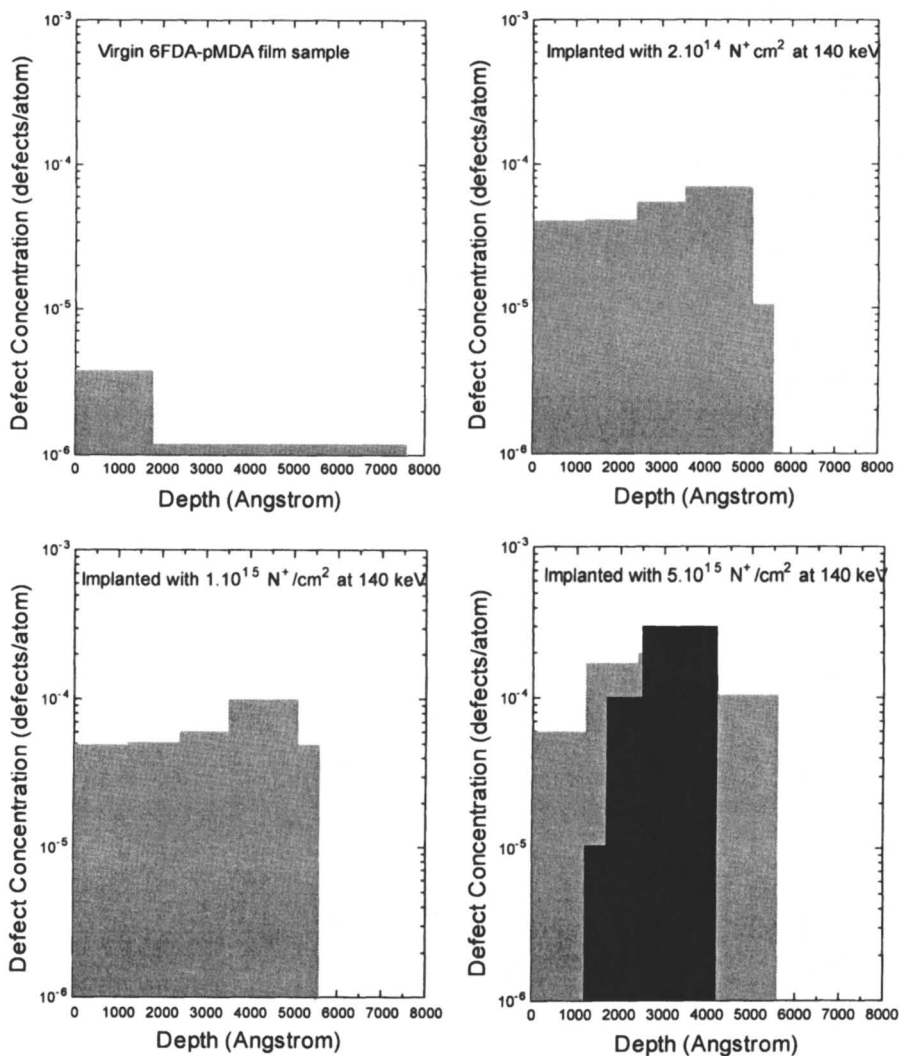 Virgin 6FDA-pMDA film sample
Defect Concentration (defects/atom)
10⁻³
10⁻⁴
10⁻⁵
10⁻⁶
0 1000 2000 3000 4000 5000 6000 7000 8000
Depth (Angstrom)
Implanted with 2.10¹⁴ N⁺cm² at 140 keV
Defect Concentration (defects/atom)
10⁻³
10⁻⁴
10⁻⁵
10⁻⁶
0 1000 2000 3000 4000 5000 6000 7000 8000
Depth (Angstrom)
Implanted with 1.10¹⁵ N⁺/cm² at 140 keV
Defect Concentration (defects/atom)
10⁻³
10⁻⁴
10⁻⁵
10⁻⁶
0 1000 2000 3000 4000 5000 6000 7000 8000
Depth (Angstrom)
Implanted with 5.10¹⁵ N⁺/cm² at 140 keV
Defect Concentration (defects/atom)
10⁻³
10⁻⁴
10⁻⁵
10⁻⁶
0 1000 2000 3000 4000 5000 6000 7000 8000
Depth (Angstrom)